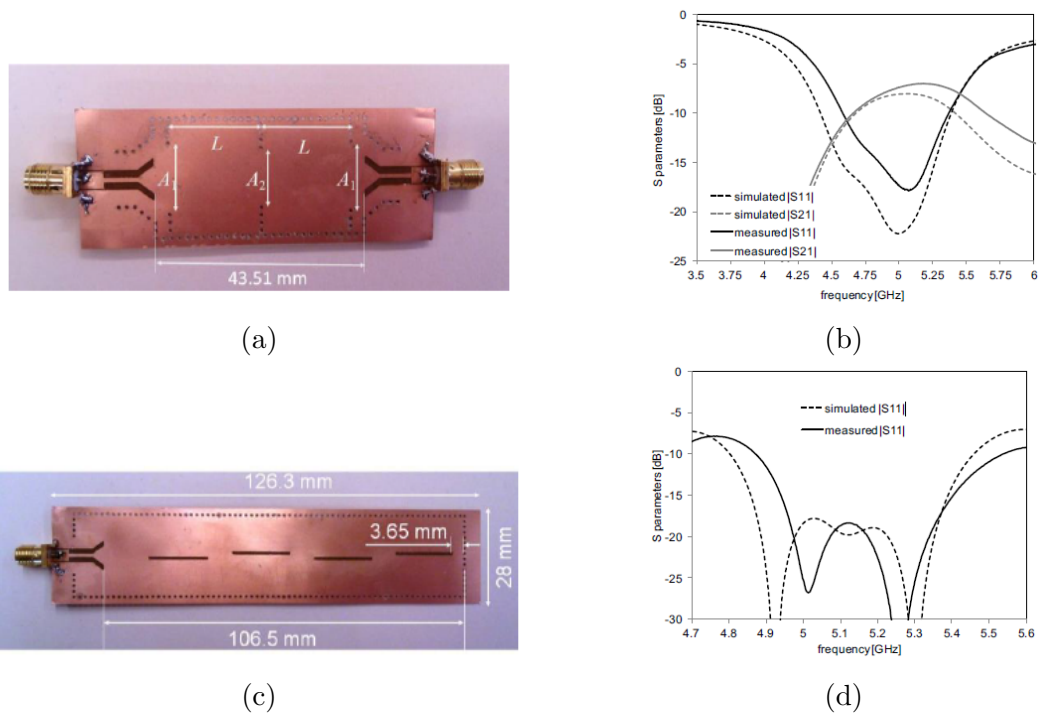 L
L
A1
A2
A1
43.51 mm
(a)
0
-5
-10
-15
-20
-25
S parameters [dB]
simulated |S11|
simulated |S21|
measured |S11|
measured |S21|
3.5 3.75 4 4.25 4.5 4.75 5 5.25 5.5 5.75 6
frequency[GHz]
(b)
126.3 mm
3.65 mm
28 mm
106.5 mm
(c)
0
-5
-10
-15
-20
-25
-30
S parameters [dB]
simulated |S11|
measured |S11|
4.7 4.8 4.9 5 5.1 5.2 5.3 5.4 5.5 5.6
frequency[GHz]
(d)